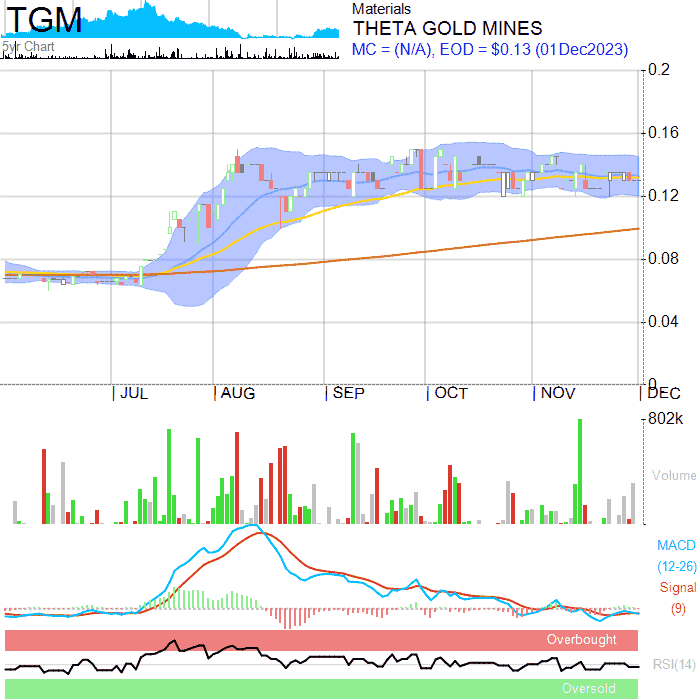 TGM
5yr Chart
Materials
THETA GOLD MINES
MC = (N/A), EOD = $0.13 (01Dec2023)
0.2
0.16
0.12
0.08
0.04
0
JUL AUG SEP OCT NOV DEC
802k
Volume
MACD
(12-26)
Signal
(9)
Overbought
RSI(14)
Oversold